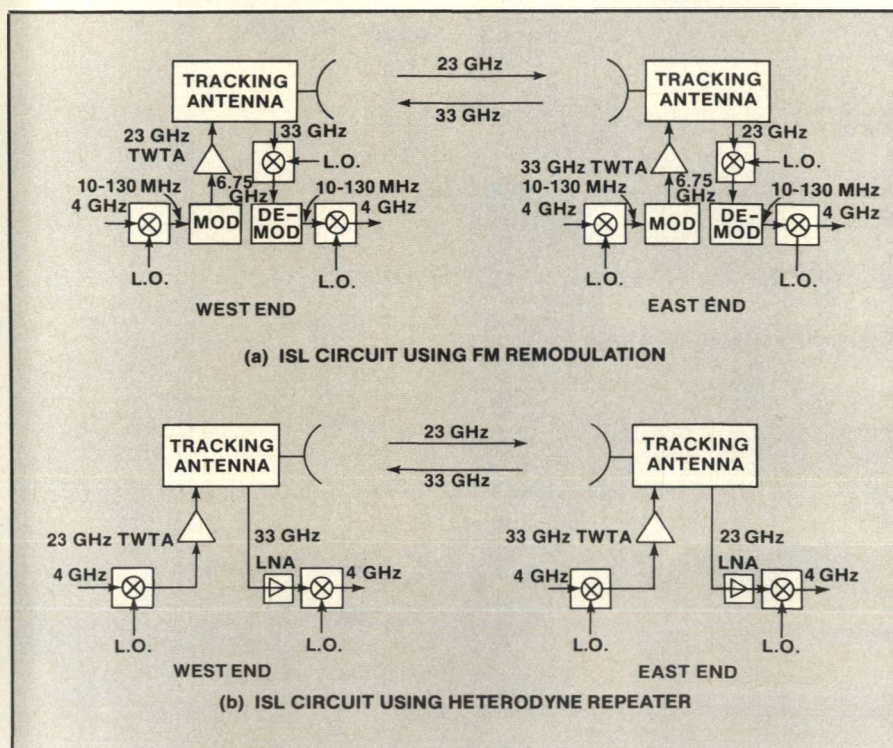 TRACKING
ANTENNA
23 GHz
33 GHz
TRACKING
ANTENNA
23 GHz
TWTA
33 GHz
L.O.
10-130 MHz
4 GHz
6.75
GHz
MOD
DE-
MOD
10-130 MHz
4 GHz
L.O.
L.O.
WEST END
33 GHz TWTA
23 GHz
L.O.
10-130 MHz
4 GHz
6.75
GHz
MOD
DE-
MOD
10-130 MHz
4 GHz
L.O.
L.O.
EAST END
(a) ISL CIRCUIT USING FM REMODULATION
TRACKING
ANTENNA
23 GHz
33 GHz
TRACKING
ANTENNA
23 GHz TWTA
33 GHz
LNA
4 GHz
4 GHz
L.O.
L.O.
WEST END
33 GHz TWTA
23 GHz
LNA
4 GHz
4 GHz
L.O.
L.O.
EAST END
(b) ISL CIRCUIT USING HETERODYNE REPEATER